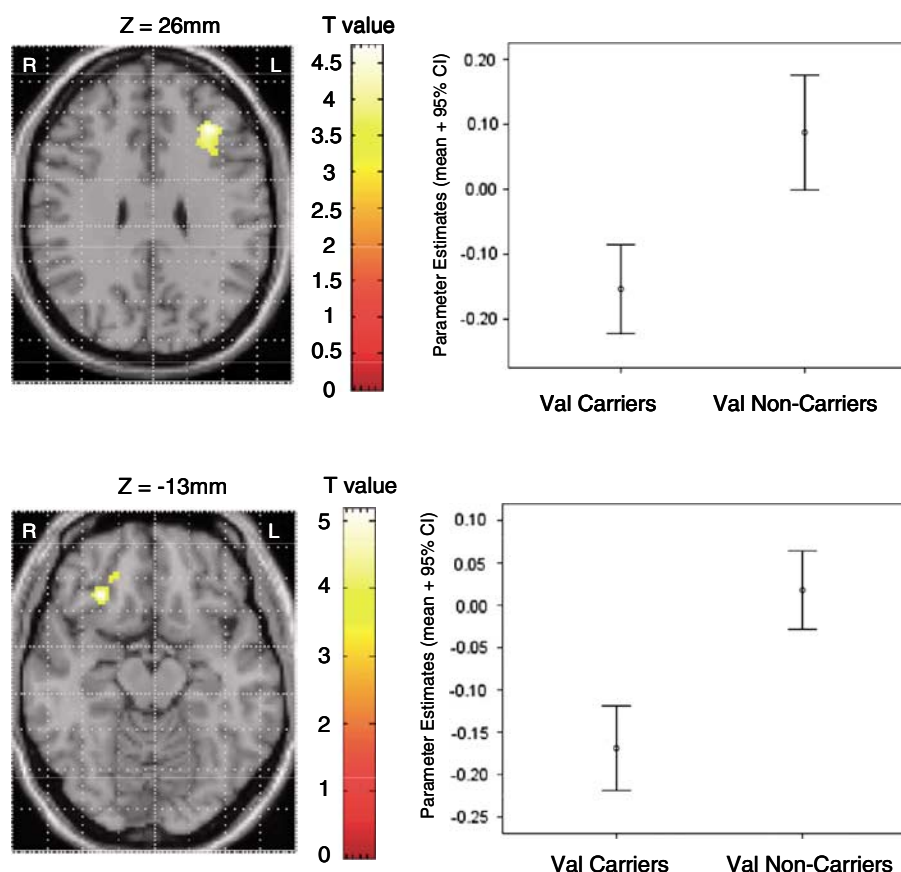 Z = 26mm
T value
R
L
4.5
4
3.5
3
2.5
2
1.5
1
0.5
0
Parameter Estimates (mean + 95% CI)
0.20
0.10
0.00
-0.10
-0.20
Val Carriers
Val Non-Carriers
Z = -13mm
T value
R
L
5
4
3
2
1
0
Parameter Estimates (mean + 95% CI)
0.10
0.05
0.00
-0.05
-0.10
-0.15
-0.20
-0.25
Val Carriers
Val Non-Carriers